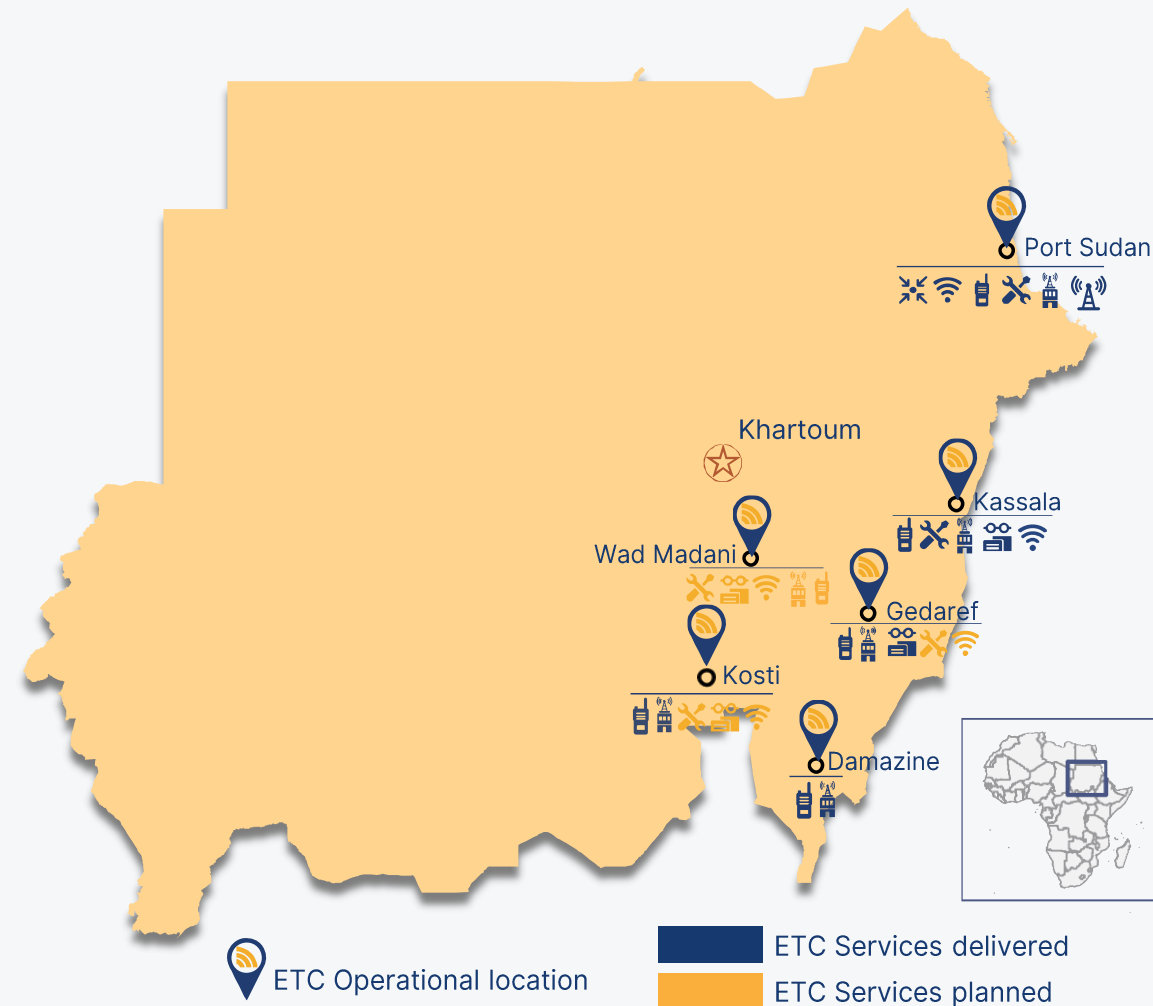 Port Sudan
Khartoum
Kassala
Wad Madani
Gedaref
Kosti
Damazine
ETC Operational location
ETC Services delivered
ETC Services planned